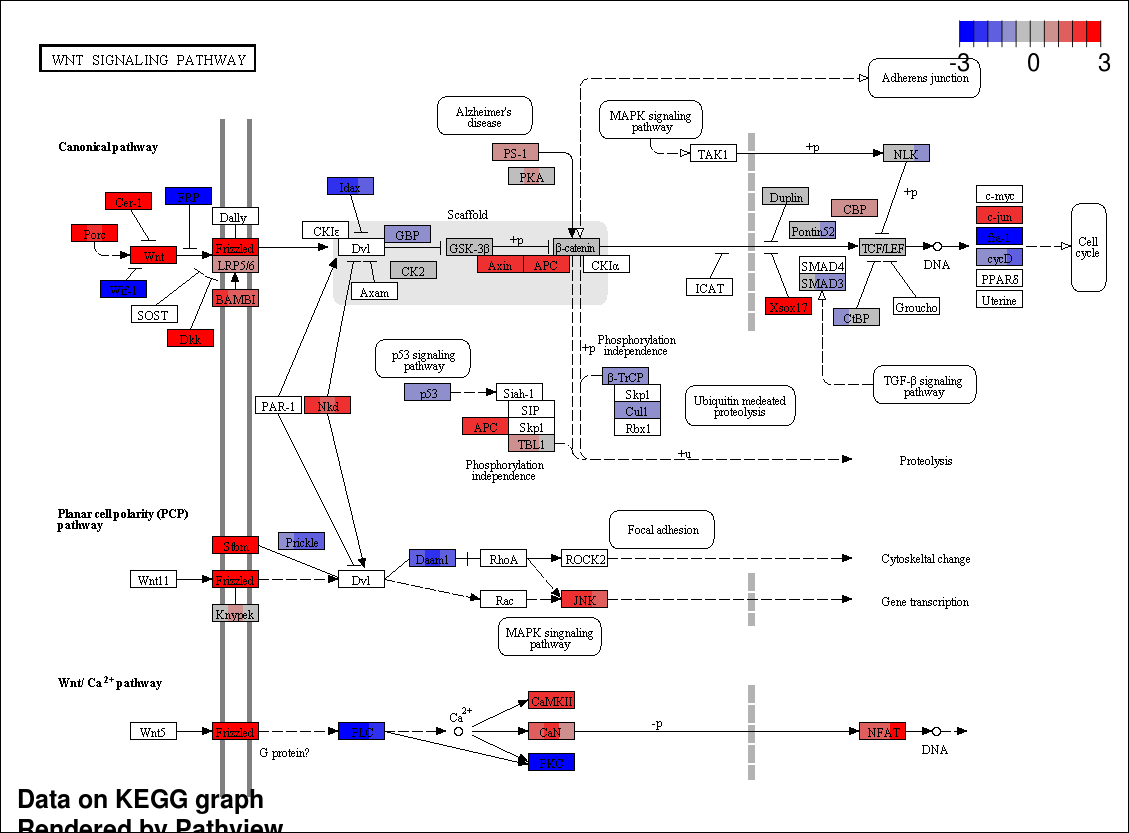 WNT SIGNALING PATHWAY
-3 0 3
Adherens junction
Alzheimer's
disease
MAPK signaling
pathway
Canonical pathway
PS-1
TAK1
+p
NLK
PKA
Cer-1
FRP
Idax
+p
Duplin
c-myc
Porc
Dally
Scaffold
CBP
c-jun
CKIε
GBP
Pontin52
fra-1
Wnt
Frizzled
Dvl
GSK-3β
+p
β-catenin
TCF/LEF
DNA
cycD
Cell
cycle
LRP5/6
CK2
Axin
APC
CKIα
SMAD4
PPARδ
Wif-1
BAMBI
Axam
ICAT
SMAD3
Uterine
SOST
Xsox17
CtBP
Groucho
Dkk
p53 signaling
pathway
+p
Phosphorylation
independence
TGF-β signaling
pathway
β-TrCP
p53
Siah-1
Skp1
PAR-1
Nkd
SIP
Cul1
Ubiquitin medeated
proteolysis
APC
Skp1
Rbx1
TBL1
+u
Proteolysis
Phosphorylation
independence
Planar cell polarity (PCP)
pathway
Focal adhesion
Stbm
Prickle
Daam1
RhoA
ROCK2
Cytoskeltal change
Wnt11
Frizzled
Dvl
Rac
JNK
Gene transcription
Knypek
MAPK singnaling
pathway
Wnt/ Ca2+ pathway
CaMKII
Ca2+
Wnt5
Frizzled
PLC
CaN
-p
NFAT
G protein?
DNA
PKC
Data on KEGG graph
Rendered by Pathview